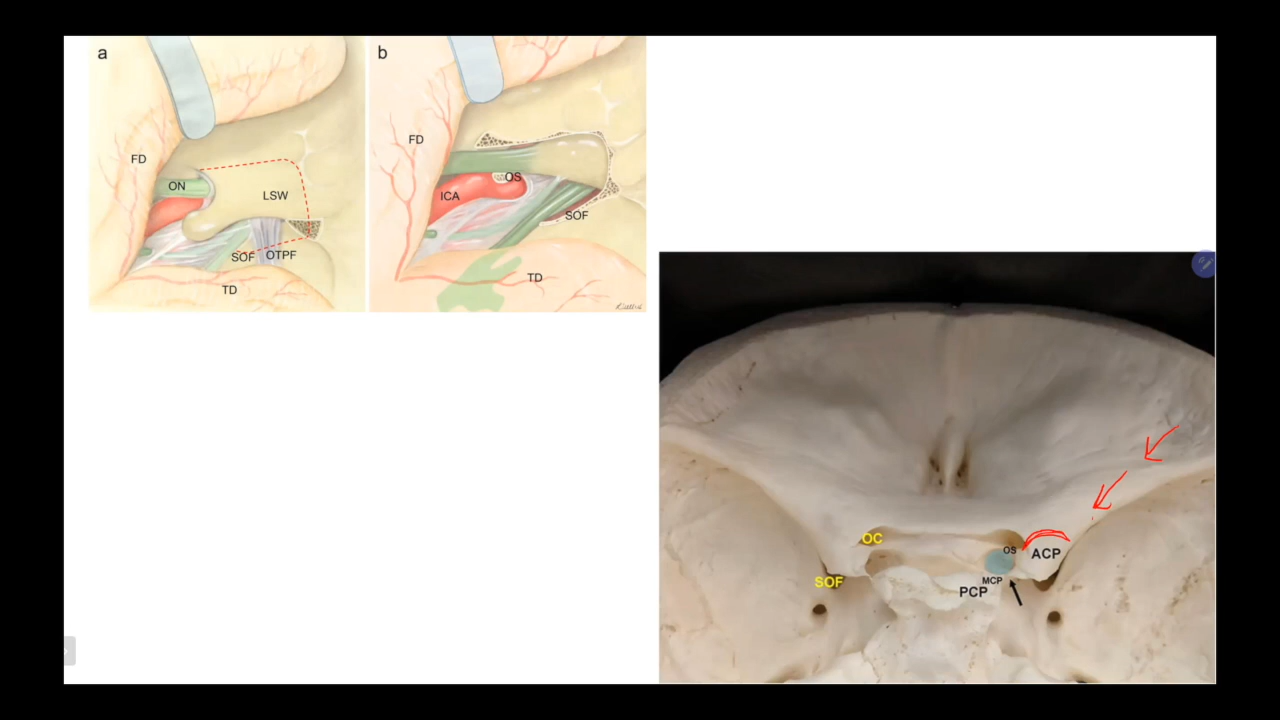 a
FD
ON
LSW
SOF
OTPF
TD
b
FD
OS
ICA
SOF
TD
OC
OS
ACP
SOF
MCP
PCP